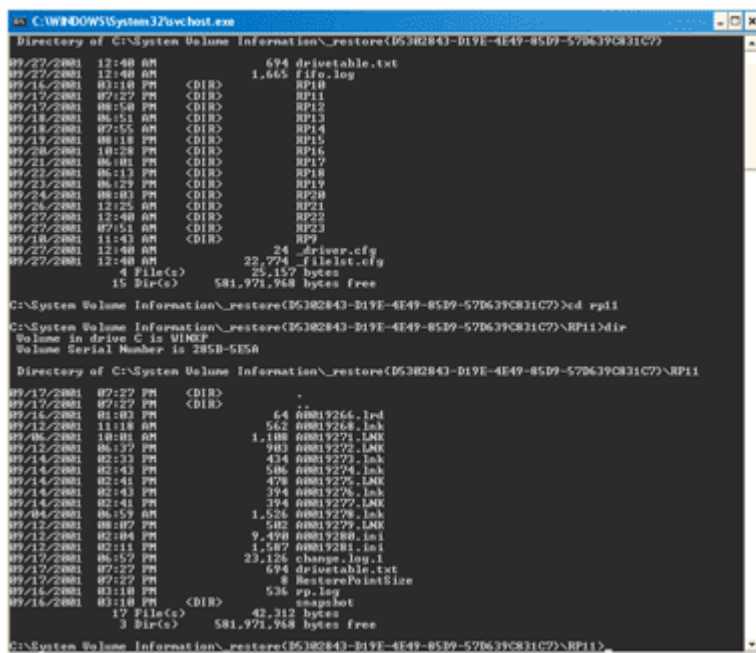 C:\WINDOWS\System32\svchost.exe
Directory of C:\System Volume Information\_restore{D5302843-D19E-4E49-85D9-57D639C831C7}
09/27/2001 12:40 AM 694 drivetable.txt
09/27/2001 12:40 AM 1,665 fifo.log
09/16/2001 03:10 PM <DIR> RP10
09/17/2001 07:27 PM <DIR> RP11
09/17/2001 08:50 PM <DIR> RP12
09/18/2001 06:51 AM <DIR> RP13
09/18/2001 07:55 AM <DIR> RP14
09/19/2001 08:18 PM <DIR> RP15
09/20/2001 10:28 PM <DIR> RP16
09/21/2001 06:01 PM <DIR> RP17
09/22/2001 06:13 PM <DIR> RP18
09/23/2001 06:29 PM <DIR> RP19
09/24/2001 08:03 PM <DIR> RP20
09/26/2001 12:25 AM <DIR> RP21
09/27/2001 12:40 AM <DIR> RP22
09/27/2001 07:51 AM <DIR> RP23
09/10/2001 11:43 AM <DIR> RP9
09/27/2001 12:40 AM 24 _driver.cfg
09/27/2001 12:40 AM 22,774 _filelst.cfg
4 File(s) 25,157 bytes
15 Dir(s) 581,971,968 bytes free
C:\System Volume Information\_restore{D5302843-D19E-4E49-85D9-57D639C831C7}>cd rp11
C:\System Volume Information\_restore{D5302843-D19E-4E49-85D9-57D639C831C7}\RP11>dir
Volume in drive C is WINXP
Volume Serial Number is 285B-5E5A
Directory of C:\System Volume Information\_restore{D5302843-D19E-4E49-85D9-57D639C831C7}\RP11
09/17/2001 07:27 PM <DIR> .
09/17/2001 07:27 PM <DIR> ..
09/16/2001 01:03 PM 64 A0019266.lrd
09/12/2001 11:18 AM 562 A0019268.lnk
09/06/2001 10:01 AM 1,108 A0019271.LNK
09/12/2001 06:37 PM 903 A0019272.LNK
09/14/2001 02:33 PM 434 A0019273.lnk
09/14/2001 02:43 PM 506 A0019274.lnk
09/14/2001 02:41 PM 478 A0019275.LNK
09/14/2001 02:43 PM 394 A0019276.lnk
09/14/2001 02:41 PM 394 A0019277.LNK
09/04/2001 06:59 AM 1,526 A0019278.lnk
09/12/2001 08:07 PM 502 A0019279.LNK
09/12/2001 02:04 PM 9,490 A0019280.ini
09/12/2001 02:11 PM 1,587 A0019281.ini
09/17/2001 06:57 PM 23,126 change.log.1
09/17/2001 07:27 PM 694 drivetable.txt
09/17/2001 07:27 PM 8 RestorePointSize
09/16/2001 03:10 PM 536 rp.log
09/16/2001 03:10 PM <DIR> snapshot
17 File(s) 42,312 bytes
3 Dir(s) 581,971,968 bytes free
C:\System Volume Information\_restore{D5302843-D19E-4E49-85D9-57D639C831C7}\RP11>_